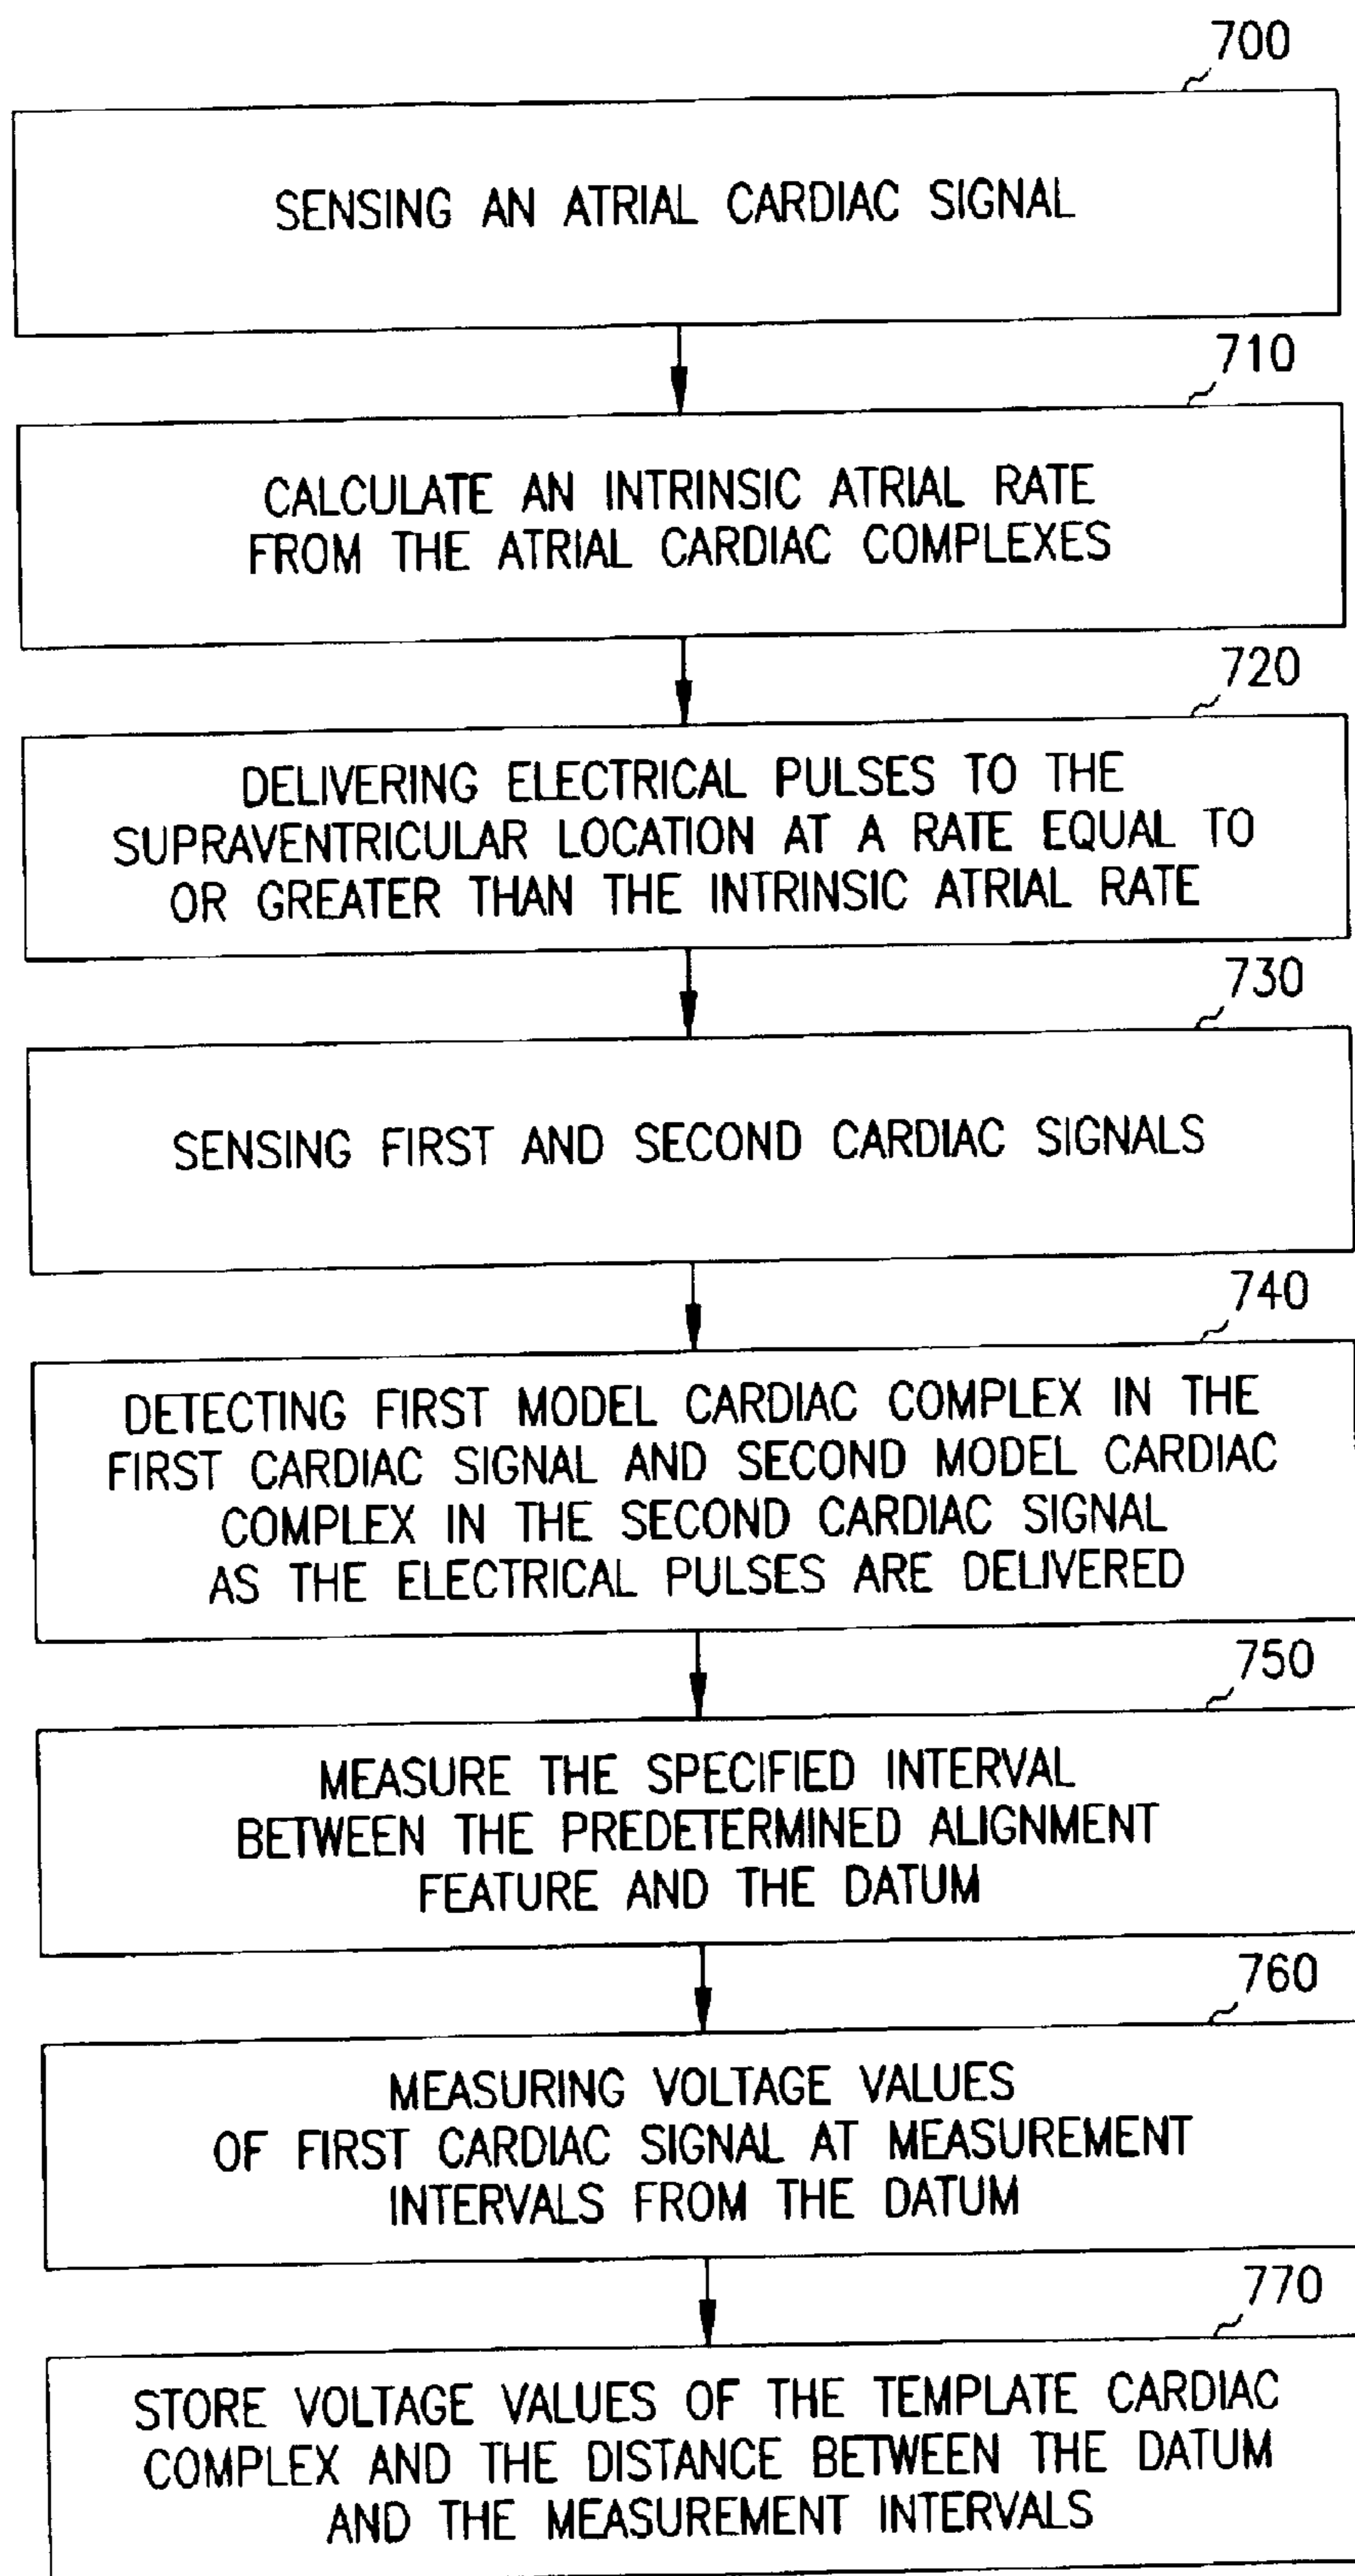 700
SENSING AN ATRIAL CARDIAC SIGNAL
710
CALCULATE AN INTRINSIC ATRIAL RATE
FROM THE ATRIAL CARDIAC COMPLEXES
720
DELIVERING ELECTRICAL PULSES TO THE
SUPRAVENTRICULAR LOCATION AT A RATE EQUAL TO
OR GREATER THAN THE INTRINSIC ATRIAL RATE
730
SENSING FIRST AND SECOND CARDIAC SIGNALS
740
DETECTING FIRST MODEL CARDIAC COMPLEX IN THE
FIRST CARDIAC SIGNAL AND SECOND MODEL CARDIAC
COMPLEX IN THE SECOND CARDIAC SIGNAL
AS THE ELECTRICAL PULSES ARE DELIVERED
750
MEASURE THE SPECIFIED INTERVAL
BETWEEN THE PREDETERMINED ALIGNMENT
FEATURE AND THE DATUM
760
MEASURING VOLTAGE VALUES
OF FIRST CARDIAC SIGNAL AT MEASUREMENT
INTERVALS FROM THE DATUM
770
STORE VOLTAGE VALUES OF THE TEMPLATE CARDIAC
COMPLEX AND THE DISTANCE BETWEEN THE DATUM
AND THE MEASUREMENT INTERVALS